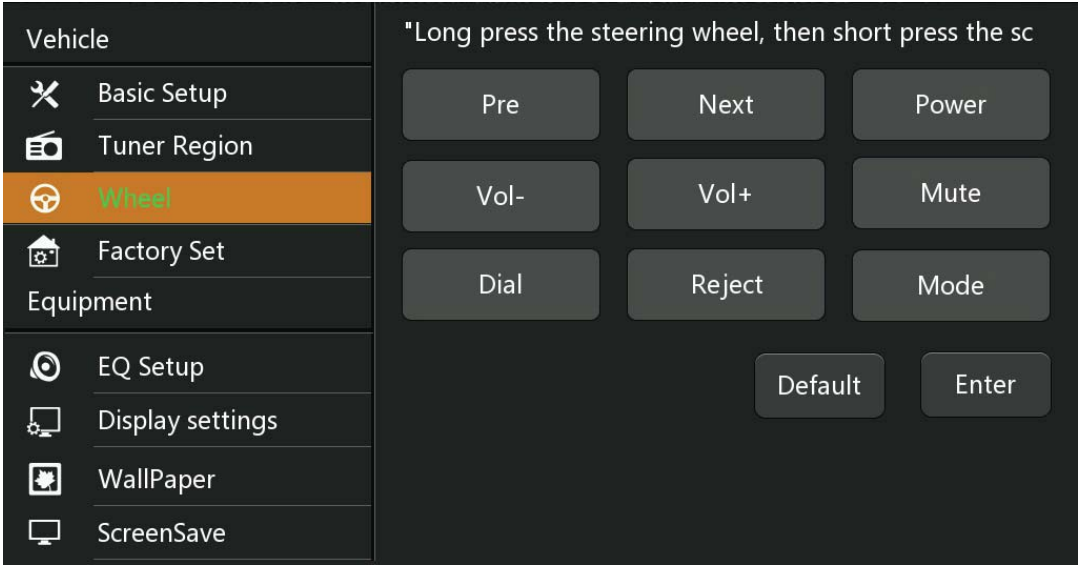 Vehicle
Basic Setup
Tuner Region
Wheel
Factory Set
Equipment
EQ Setup
Display settings
WallPaper
ScreenSave
"Long press the steering wheel, then short press the sc
Pre Next Power
Vol- Vol+ Mute
Dial Reject Mode
Default Enter